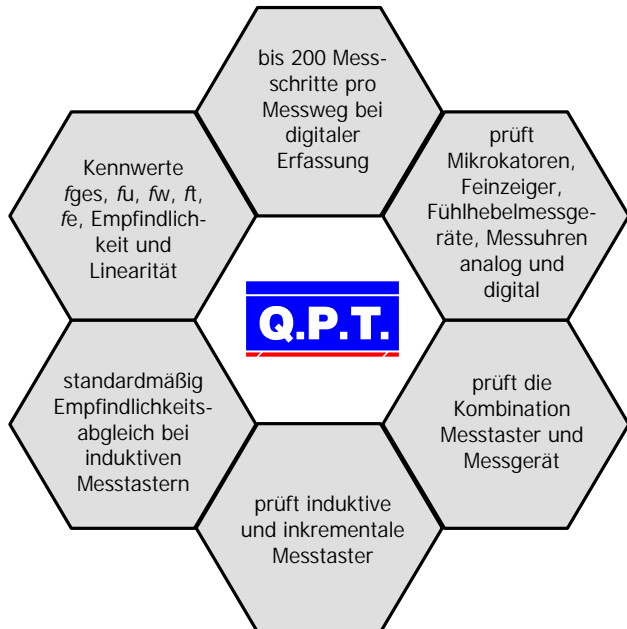 bis 200 Mess-
schritte pro
Messweg bei
digitaler
Erfassung
prüft
Mikrokatoren,
Feinzeiger,
Fühlhebelmessge-
räte, Messuhren
analog und
digital
Kennwerte
fges, fu, fw, ft,
fe, Empfindlich-
keit und
Linearität
Q.P.T.
standardmäßig
Empfindlichkeits-
abgleich bei
induktiven
Messtastern
prüft die
Kombination
Messtaster und
Messgerät
prüft induktive
und inkrementale
Messtaster